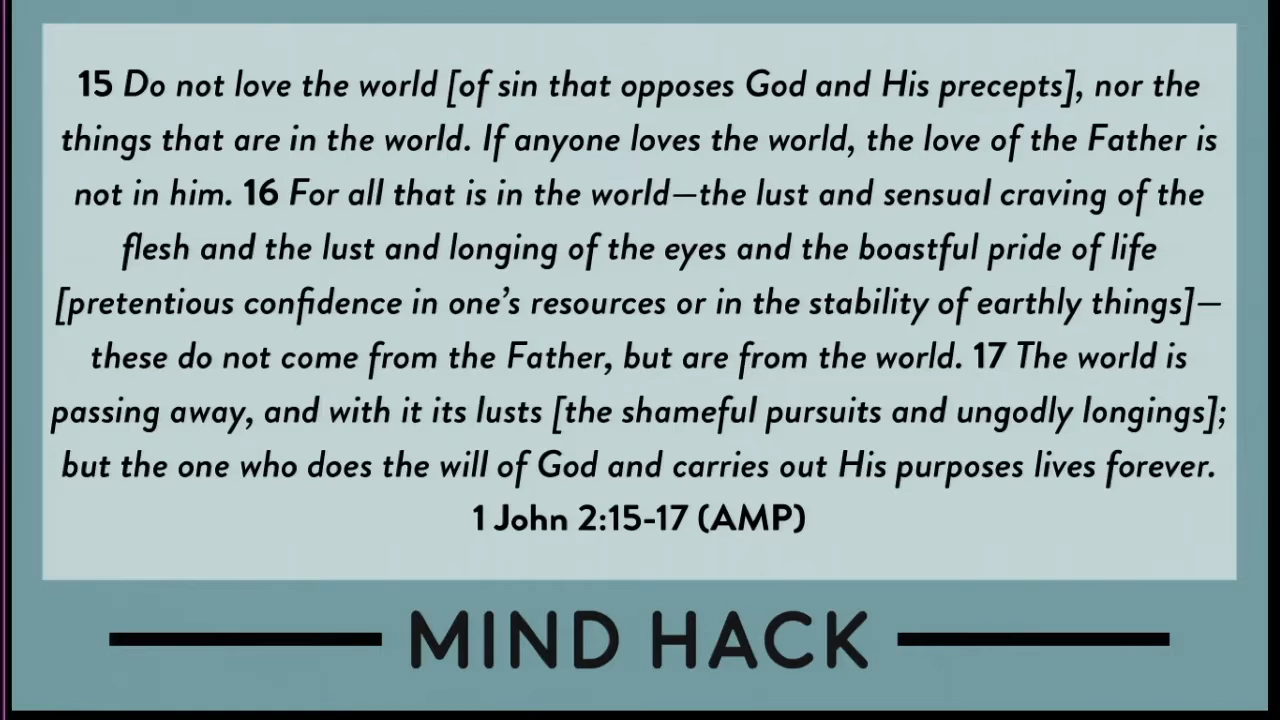 15 Do not love the world [of sin that opposes God and His precepts], nor the
things that are in the world. If anyone loves the world, the love of the Father is
not in him. 16 For all that is in the world—the lust and sensual craving of the
flesh and the lust and longing of the eyes and the boastful pride of life
[pretentious confidence in one’s resources or in the stability of earthly things]—
these do not come from the Father, but are from the world. 17 The world is
passing away, and with it its lusts [the shameful pursuits and ungodly longings];
but the one who does the will of God and carries out His purposes lives forever.
1 John 2:15-17 (AMP)
MIND HACK